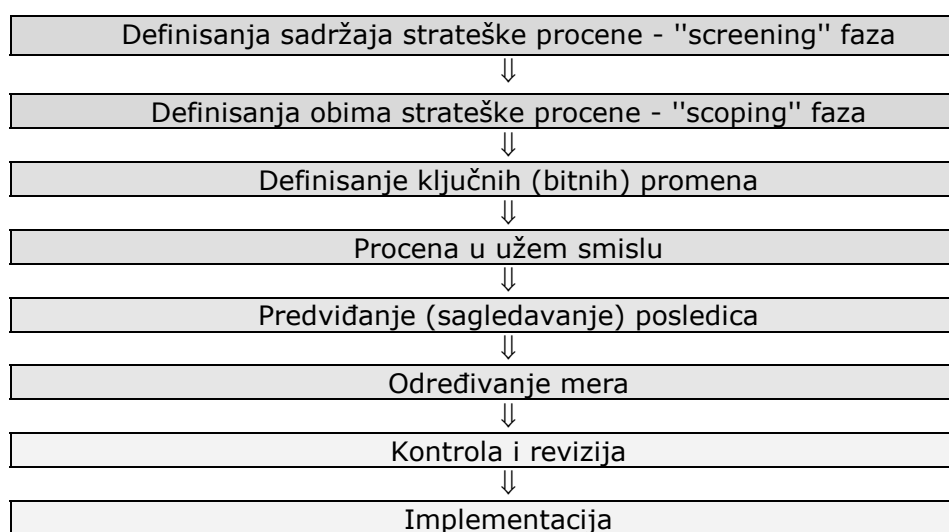 Definisanja sadržaja strateške procene - "screening" faza
⇓
Definisanja obima strateške procene - "scoping" faza
⇓
Definisanje ključnih (bitnih) promena
⇓
Procena u užem smislu
⇓
Predviđanje (sagledavanje) posledica
⇓
Određivanje mera
⇓
Kontrola i revizija
⇓
Implementacija